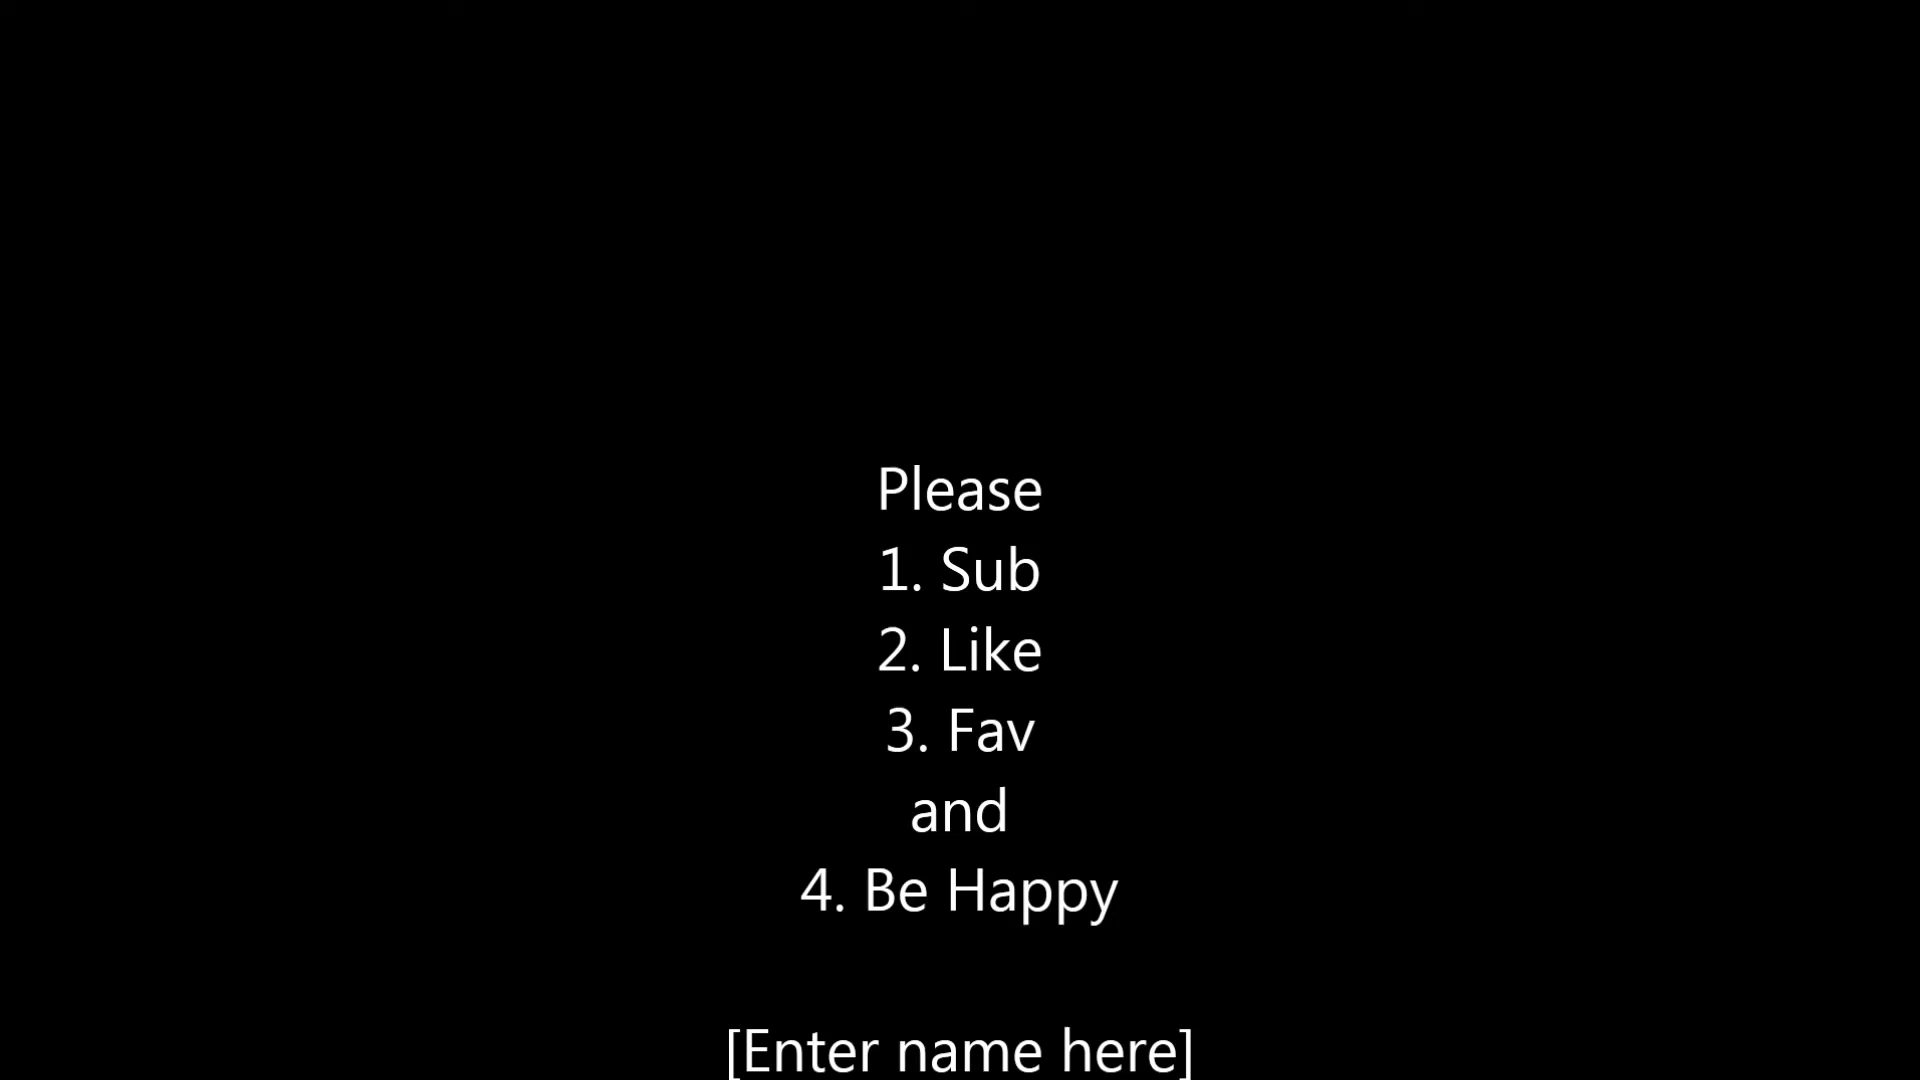 Please
1. Sub
2. Like
3. Fav
and
4. Be Happy
[Enter name here]